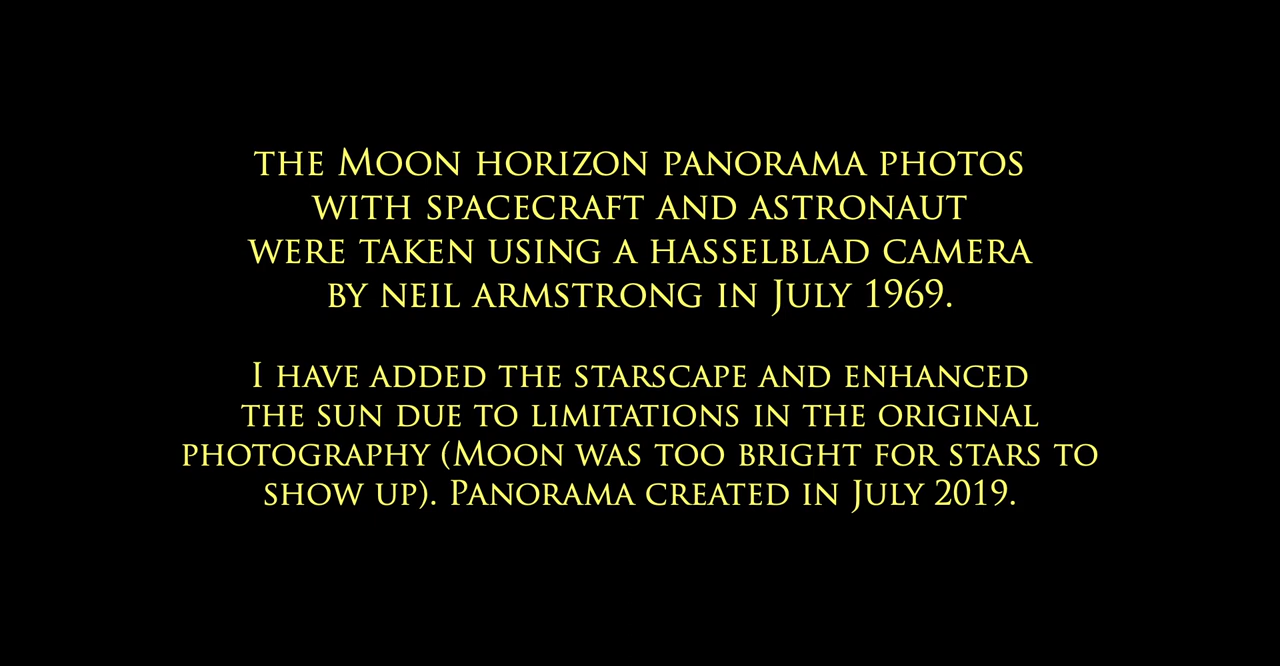 THE MOON HORIZON PANORAMA PHOTOS
WITH SPACECRAFT AND ASTRONAUT
WERE TAKEN USING A HASSELBLAD CAMERA
BY NEIL ARMSTRONG IN JULY 1969.
I HAVE ADDED THE STARSCAPE AND ENHANCED
THE SUN DUE TO LIMITATIONS IN THE ORIGINAL
PHOTOGRAPHY (MOON WAS TOO BRIGHT FOR STARS TO
SHOW UP). PANORAMA CREATED IN JULY 2019.